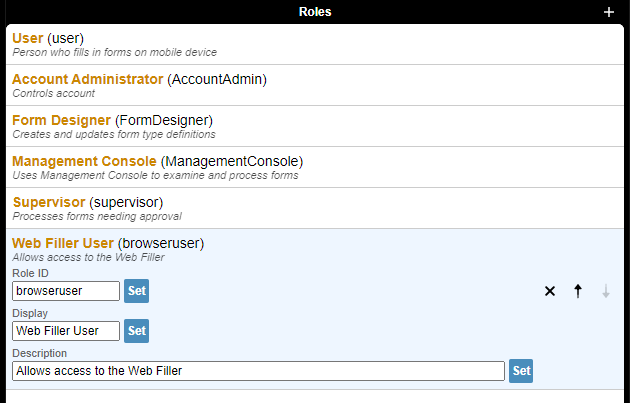 Roles
User (user)
Person who fills in forms on mobile device
Account Administrator (AccountAdmin)
Controls account
Form Designer (FormDesigner)
Creates and updates form type definitions
Management Console (ManagementConsole)
Uses Management Console to examine and process forms
Supervisor (supervisor)
Processes forms needing approval
Web Filler User (browseruser)
Allows access to the Web Filler
Role ID
browseruser Set
Display
Web Filler User Set
Description
Allows access to the Web Filler Set